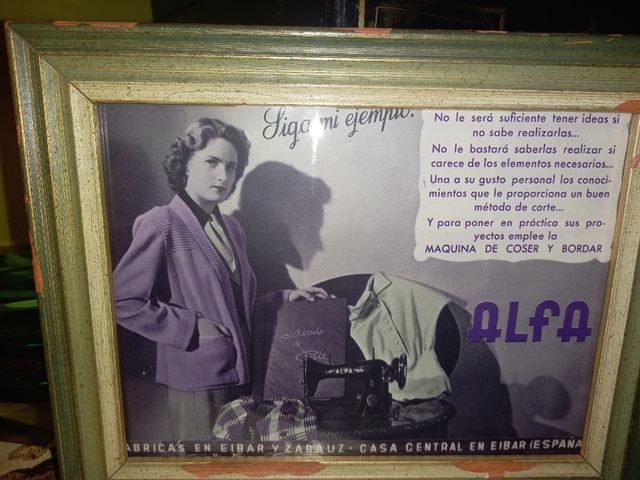 Siga mi ejemplo.
No le será suficiente tener ideas si
no sabe realizarlas...
No le bastará saberlas realizar si
carece de los elementos necesarios...
Una a su gusto personal los conoci-
mientos que le proporciona un buen
método de corte...
Y para poner en práctica sus pro-
yectos emplee la
MAQUINA DE COSER Y BORDAR
ALFA
Método
de
Corte
ALFA
ABRICAS EN EIBAR Y ZARAUZ - CASA CENTRAL EN EIBAR (ESPAÑA